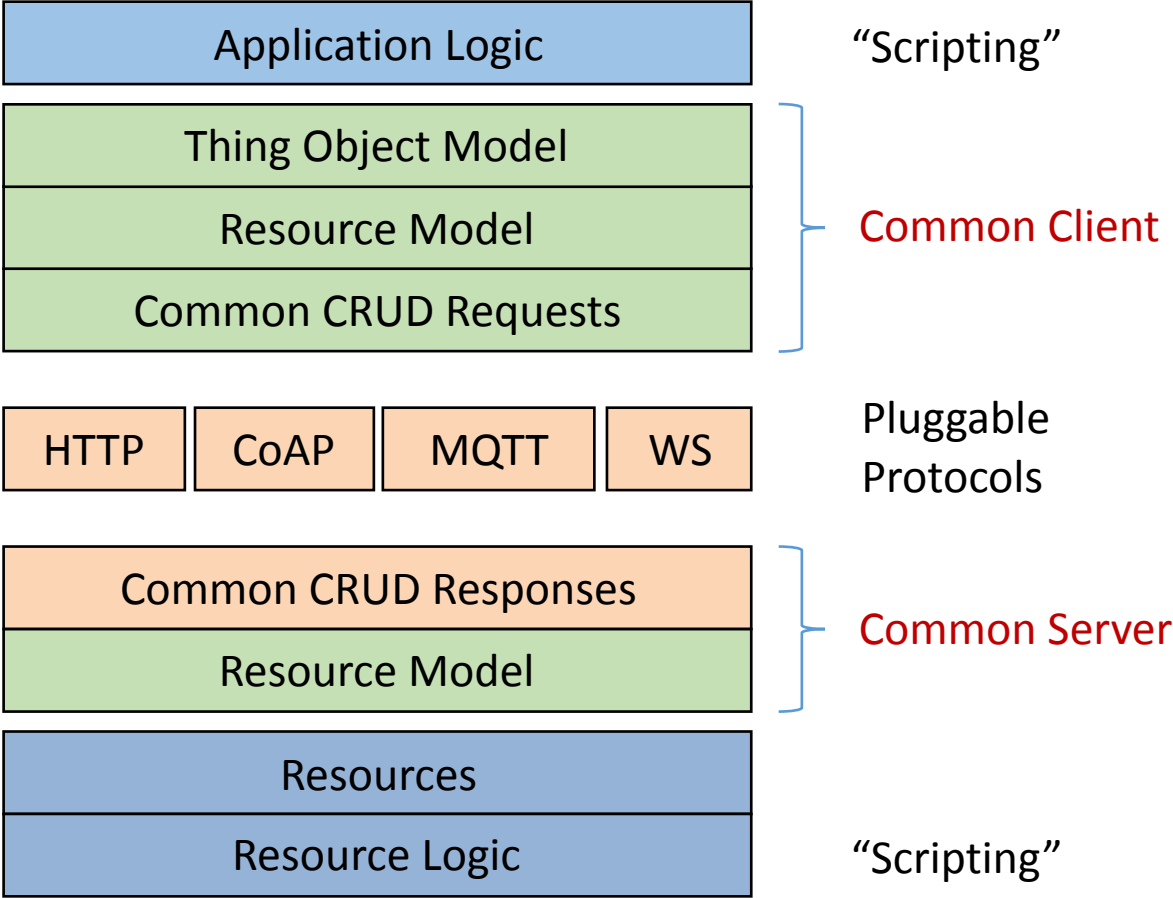 Application Logic
“Scripting”
Thing Object Model
Resource Model
Common CRUD Requests
Common Client
HTTP
CoAP
MQTT
WS
Pluggable
Protocols
Common CRUD Responses
Resource Model
Common Server
Resources
Resource Logic
“Scripting”